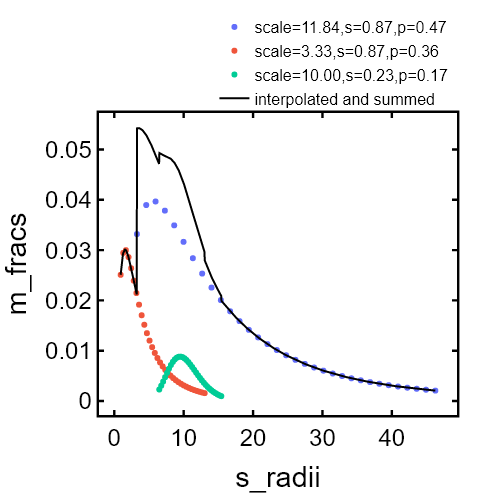 scale=11.84,s=0.87,p=0.47
scale=3.33,s=0.87,p=0.36
scale=10.00,s=0.23,p=0.17
interpolated and summed
0.05
0.04
0.03
0.02
0.01
0
m_fracs
0 10 20 30 40
s_radii